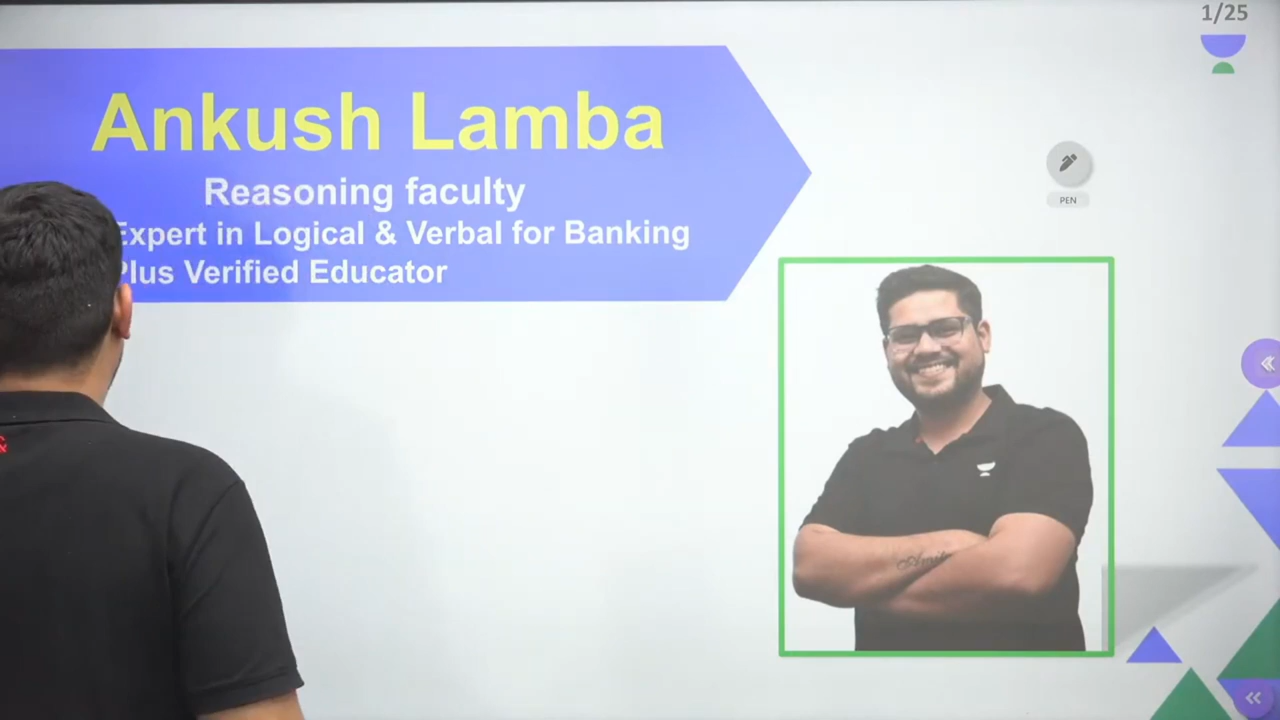 1/25
Ankush Lamba
Reasoning faculty
Expert in Logical & Verbal for Banking
Plus Verified Educator
PEN